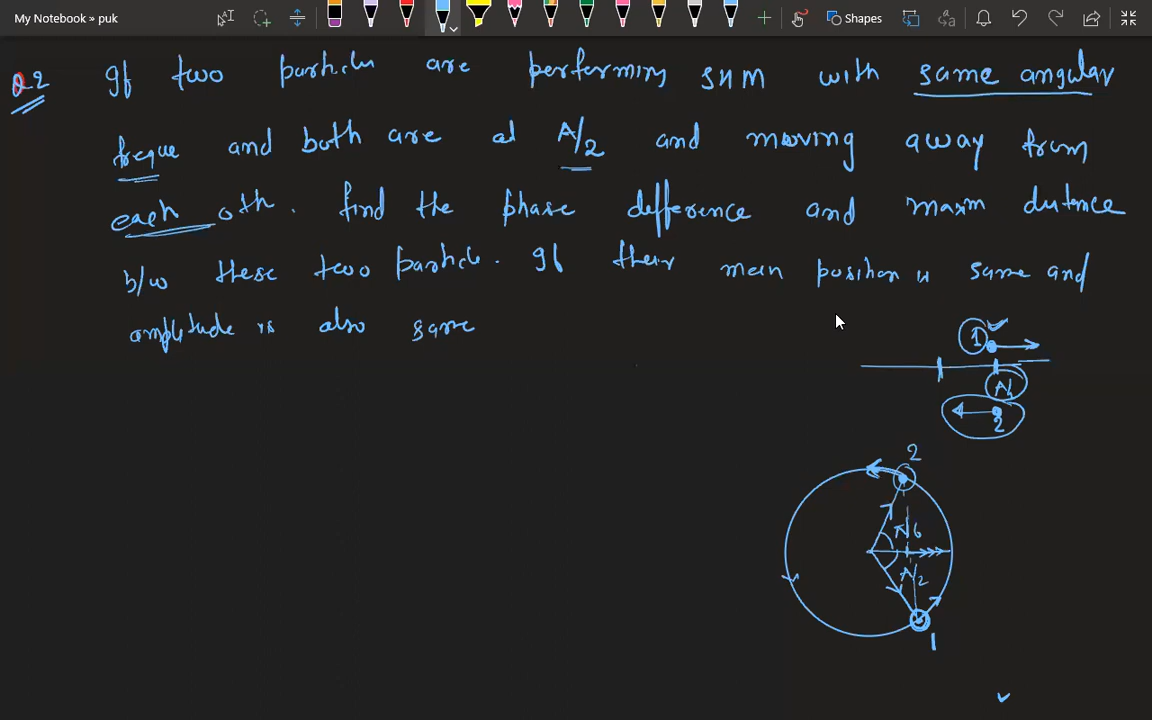 My Notebook » puk
Shapes
Q.2 If two particles are performing SHM with same angular
freque and both are at A/2 and moving away from
each oth. find the phase difference and maxm distence
b/w these two particle. If their mean position is same and
amplitude is also same
1
A/
2
2
π/6
A/2
1